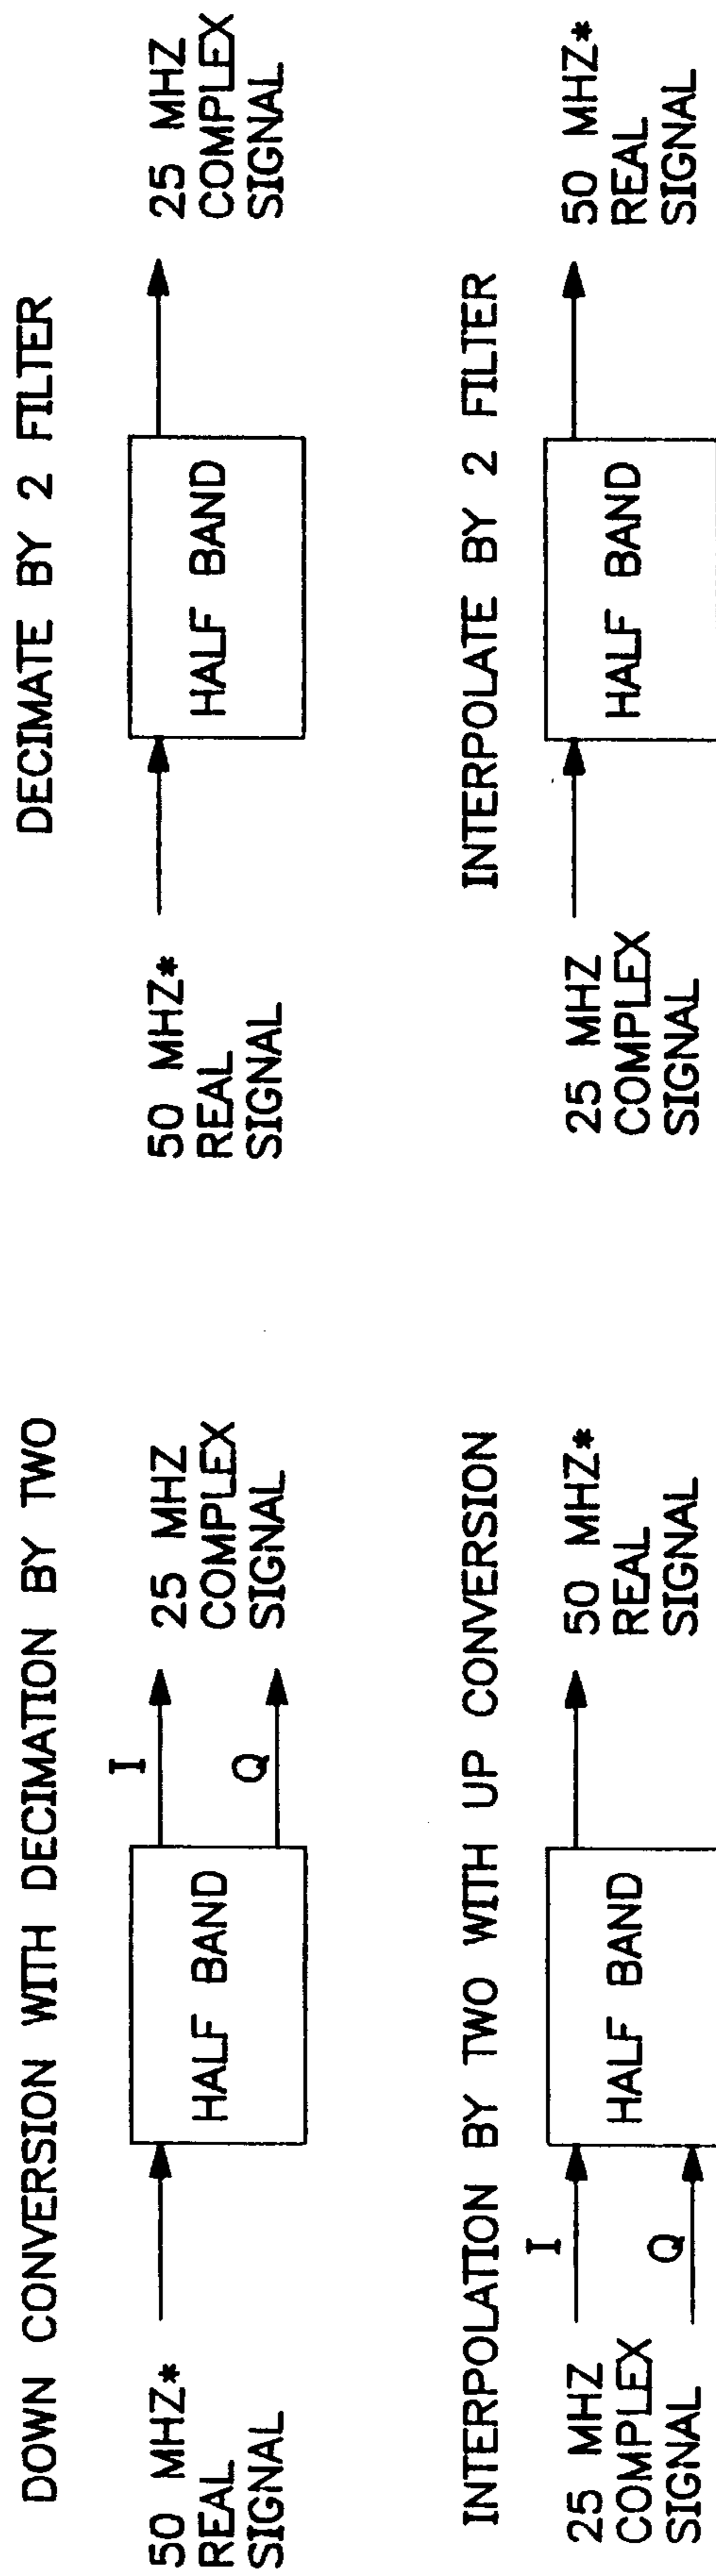 DOWN CONVERSION WITH DECIMATION BY TWO
50 MHZ*
REAL
SIGNAL
HALF BAND
I
Q
25 MHZ
COMPLEX
SIGNAL
DECIMATE BY 2 FILTER
50 MHZ*
REAL
SIGNAL
HALF BAND
25 MHZ
COMPLEX
SIGNAL
INTERPOLATION BY TWO WITH UP CONVERSION
25 MHZ
COMPLEX
SIGNAL
I
Q
HALF BAND
50 MHZ*
REAL
SIGNAL
INTERPOLATE BY 2 FILTER
25 MHZ
COMPLEX
SIGNAL
HALF BAND
50 MHZ*
REAL
SIGNAL